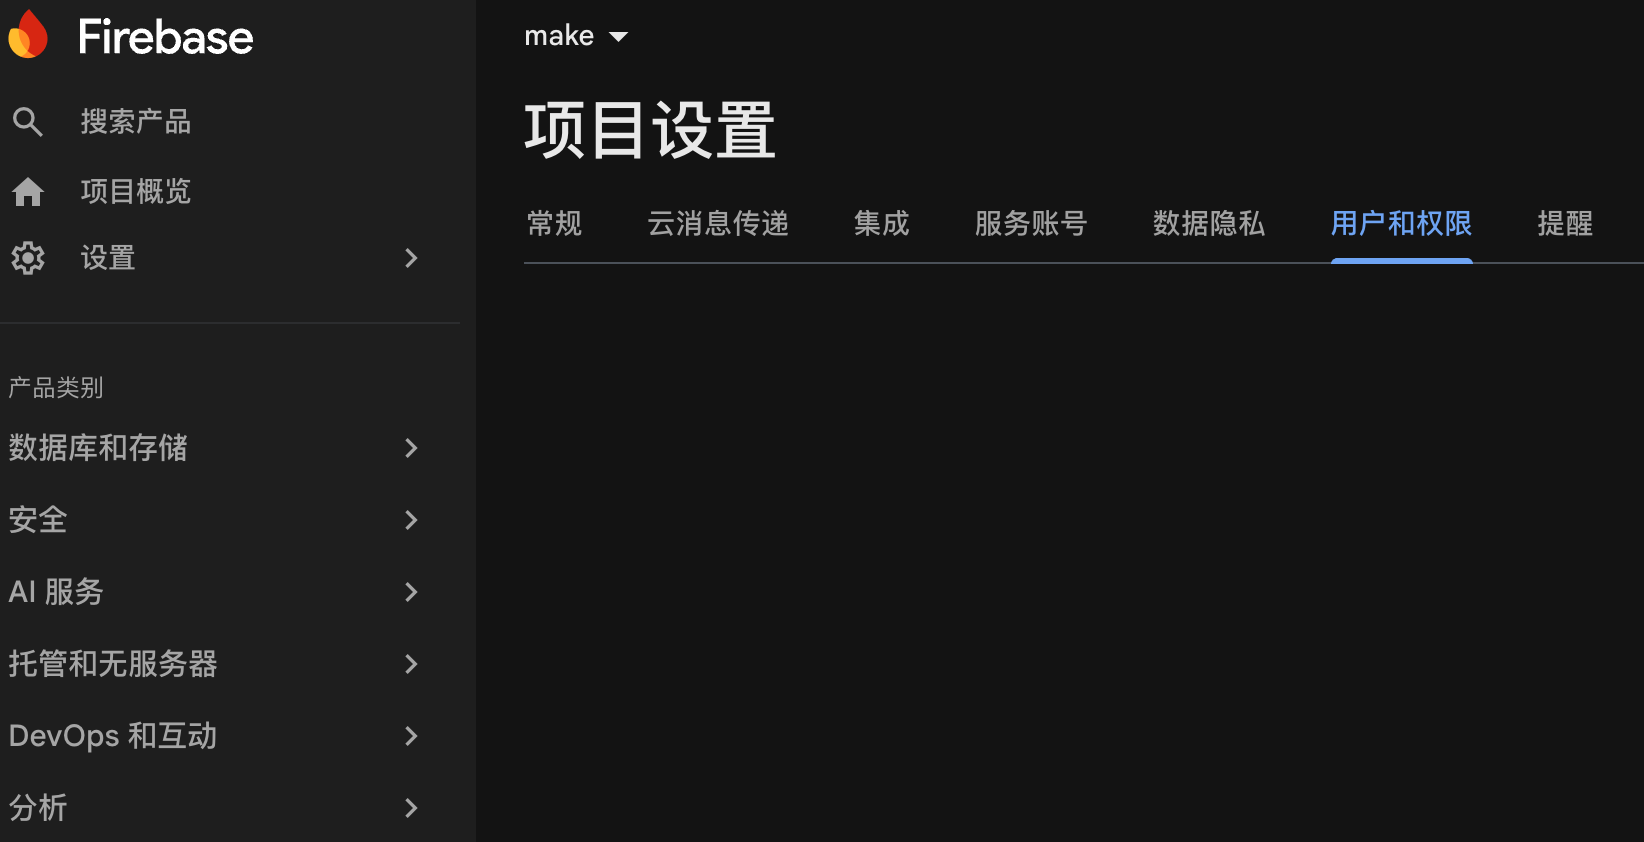 Firebase
搜索产品
项目概览
设置
产品类别
数据库和存储
安全
AI 服务
托管和无服务器
DevOps 和互动
分析
make
项目设置
常规 云消息传递 集成 服务账号 数据隐私 用户和权限 提醒